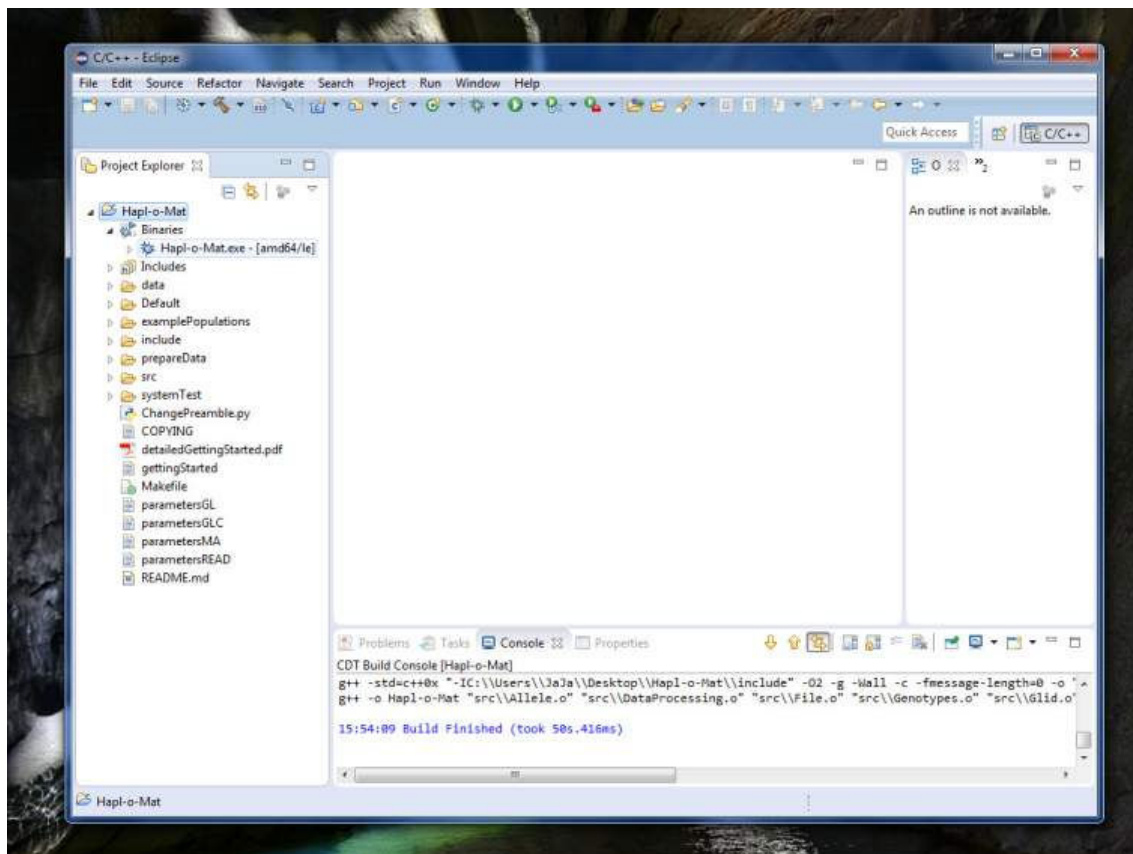 C/C++ - Eclipse
File Edit Source Refactor Navigate Search Project Run Window Help
Quick Access
C/C++
Project Explorer
O
»2
Hapl-o-Mat
An outline is not available.
Binaries
Hapl-o-Mat.exe - [amd64/le]
Includes
data
Default
examplePopulations
include
prepareData
src
systemTest
ChangePreamble.py
COPYING
detailedGettingStarted.pdf
gettingStarted
Makefile
parametersGL
parametersGLC
parametersMA
parametersREAD
README.md
Problems Tasks Console Properties
CDT Build Console [Hapl-o-Mat]
g++ -std=c++0x "-IC:\\Users\\JaJa\\Desktop\\Hapl-o-Mat\\include" -O2 -g -Wall -c -fmessage-length=0 -o "
g++ -o Hapl-o-Mat "src\\Allele.o" "src\\DataProcessing.o" "src\\File.o" "src\\Genotypes.o" "src\\Glid.o"
15:54:09 Build Finished (took 50s.416ms)
Hapl-o-Mat